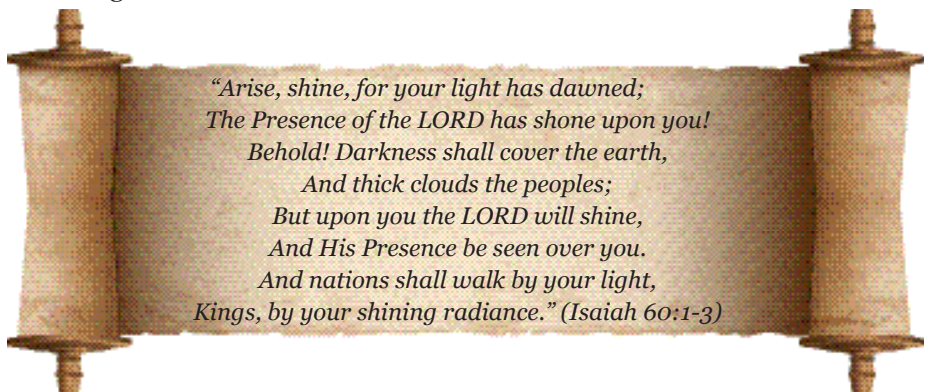 “Arise, shine, for your light has dawned;
The Presence of the LORD has shone upon you!
Behold! Darkness shall cover the earth,
And thick clouds the peoples;
But upon you the LORD will shine,
And His Presence be seen over you.
And nations shall walk by your light,
Kings, by your shining radiance.” (Isaiah 60:1-3)